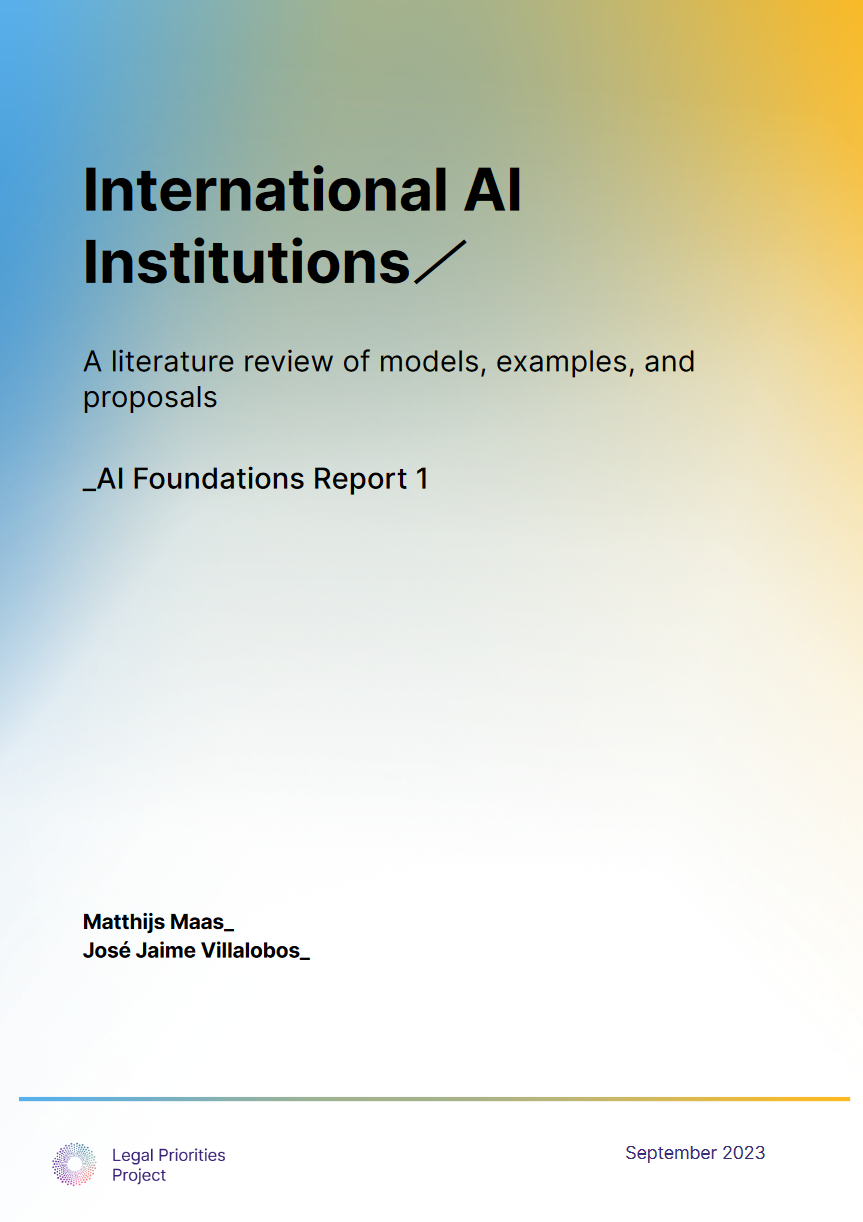 International AI
Institutions ⟋
A literature review of models, examples, and
proposals
_AI Foundations Report 1
Matthijs Maas_
José Jaime Villalobos_
Legal Priorities
Project
September 2023